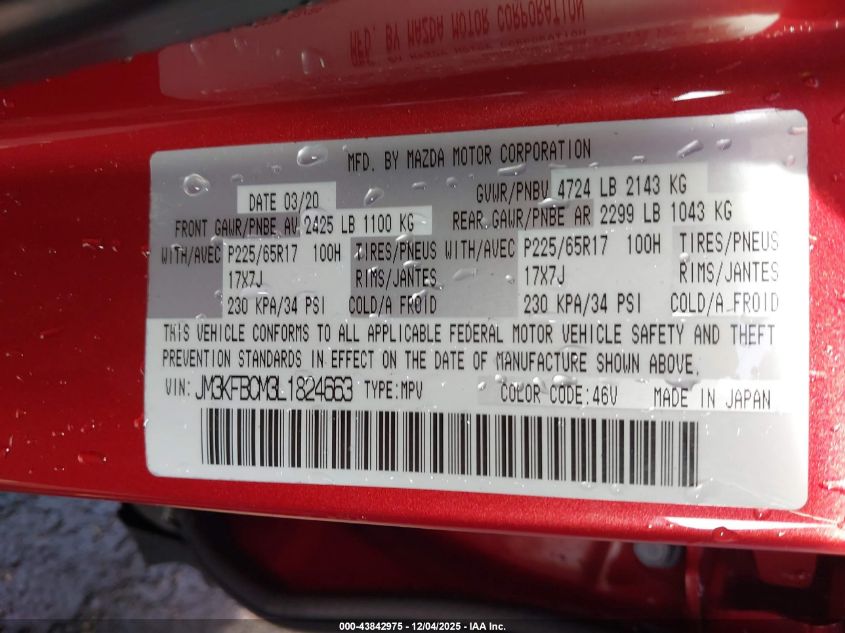 MFG. BY MAZDA MOTOR CORPORATION
MFD. BY MAZDA MOTOR CORPORATION
DATE 03/20 GVWR/PNBV 4724 LB 2143 KG
FRONT GAWR/PNBE AV 2425 LB 1100 KG REAR GAWR/PNBE AR 2299 LB 1043 KG
WITH/AVEC P225/65R17 100H TIRES/PNEUS WITH/AVEC P225/65R17 100H TIRES/PNEUS
17X7J RIMS/JANTES 17X7J RIMS/JANTES
230 KPA/34 PSI COLD/A FROID 230 KPA/34 PSI COLD/A FROID
THIS VEHICLE CONFORMS TO ALL APPLICABLE FEDERAL MOTOR VEHICLE SAFETY AND THEFT
PREVENTION STANDARDS IN EFFECT ON THE DATE OF MANUFACTURE SHOWN ABOVE.
VIN: JM3KFBCM3L1824663 TYPE:MPV COLOR CODE:46V MADE IN JAPAN
000-43842975 - 12/04/2025 - IAA Inc.